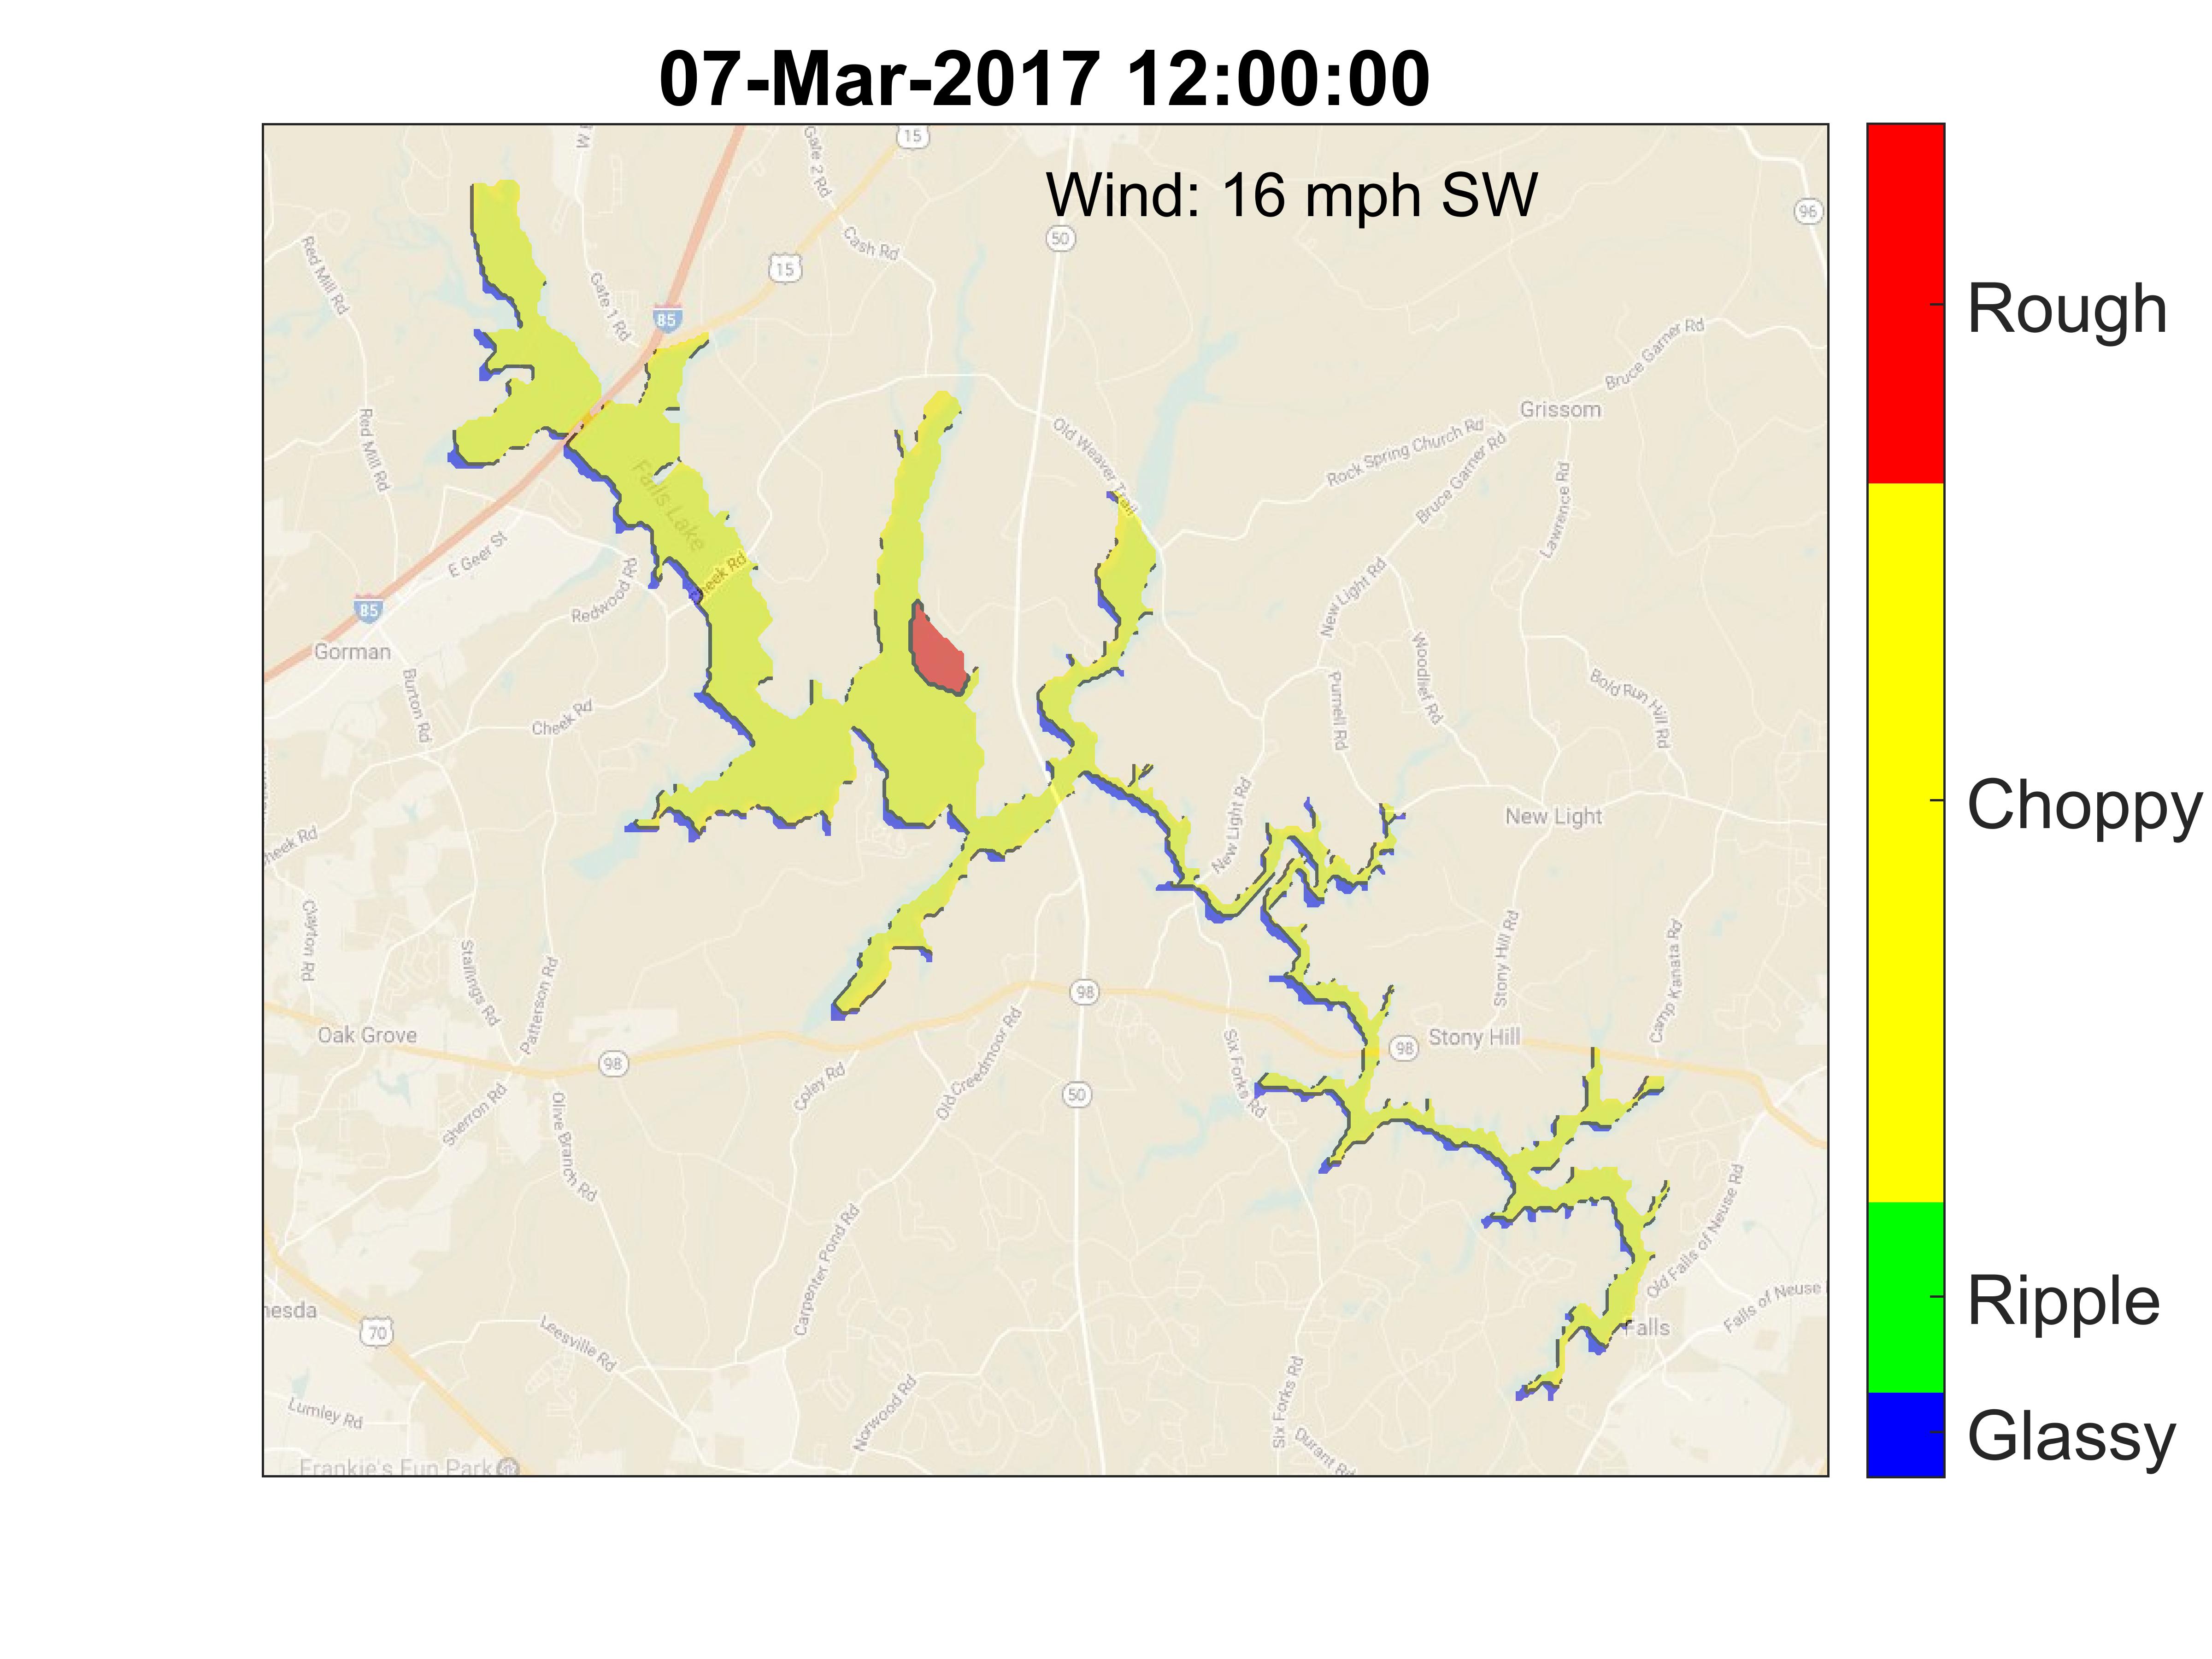 07-Mar-2017 12:00:00
Wind: 16 mph SW
15
Gate 2 Rd
50
96
Cash Rd
15
Red Mill Rd
Gate 1 Rd
85
Bruce Garner Rd
Grissom
Old Weaver Trail
Rock Spring Church Rd
Bruce Garner Rd
Red Mill Rd
Falls Lake
Lawrence Rd
E Geer St
Cheek Rd
Redwood Rd
New Light Rd
85
Gorman
Burton Rd
Woodlief Rd
Purnell Rd
Bold Run Hill Rd
Cheek Rd
New Light Rd
New Light
heek Rd
Clayton Rd
Stallings Rd
Patterson Rd
Stony Hill Rd
Camp Kanata Rd
98
Oak Grove
98
Coley Rd
Old Creedmoor Rd
50
Six Forks Rd
98
Stony Hill
Sherron Rd
Olive Branch Rd
Carpenter Pond Rd
Old Falls of Neuse Rd
Falls of Neuse
hesda
70
Leesville Rd
Falls
Lumley Rd
Norwood Rd
Six Forks Rd
Durant Rd
Frankie's Fun Park
Rough
Choppy
Ripple
Glassy